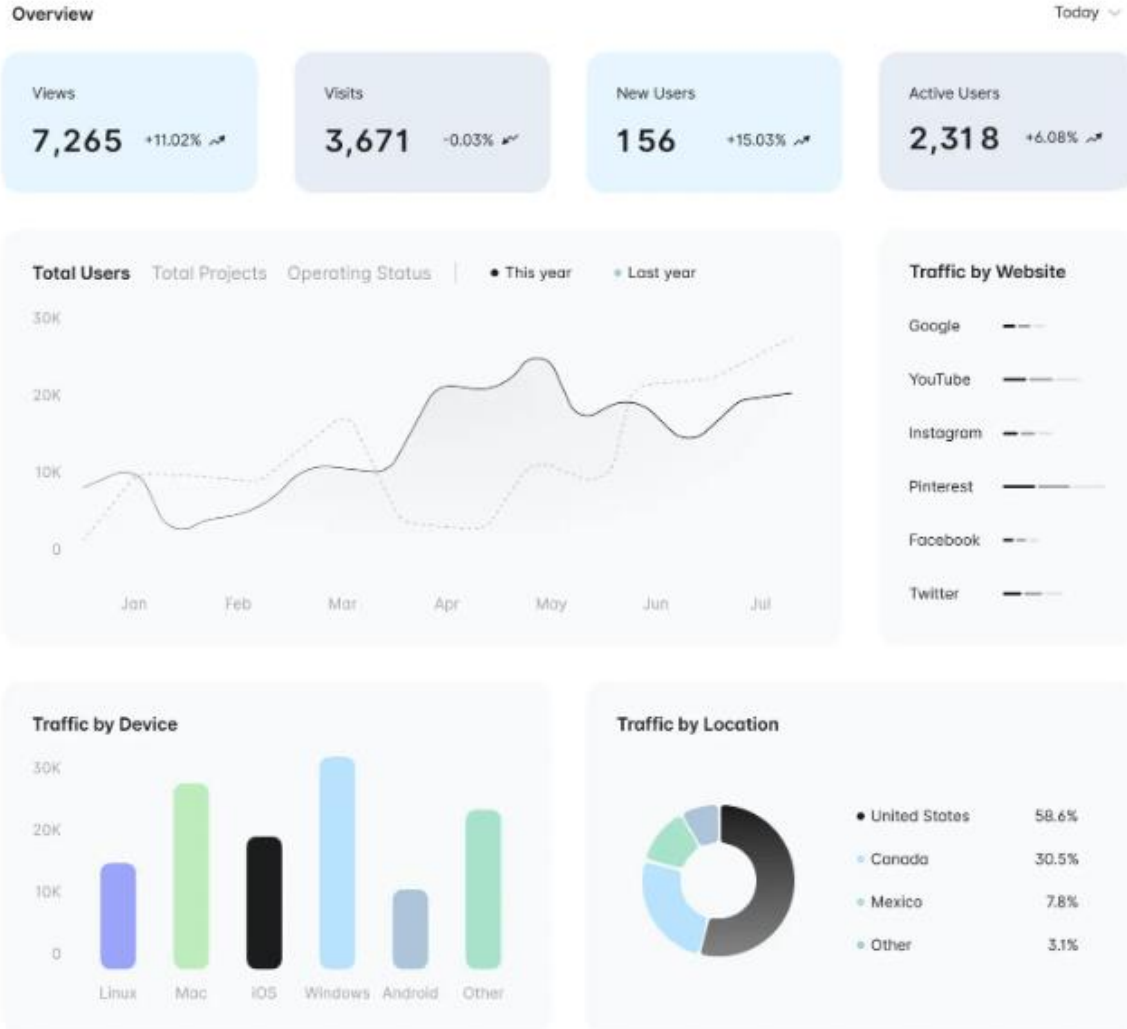 Overview
Today
Views
7,265 +11.02%
Visits
3,671 -0.03%
New Users
156 +15.03%
Active Users
2,318 +6.08%
Total Users Total Projects Operating Status This year Last year
30K
20K
10K
0
Jan Feb Mar Apr May Jun Jul
Traffic by Website
Google
YouTube
Instagram
Pinterest
Facebook
Twitter
Traffic by Device
30K
20K
10K
0
Linux Mac iOS Windows Android Other
Traffic by Location
United States 58.6%
Canada 30.5%
Mexico 7.8%
Other 3.1%